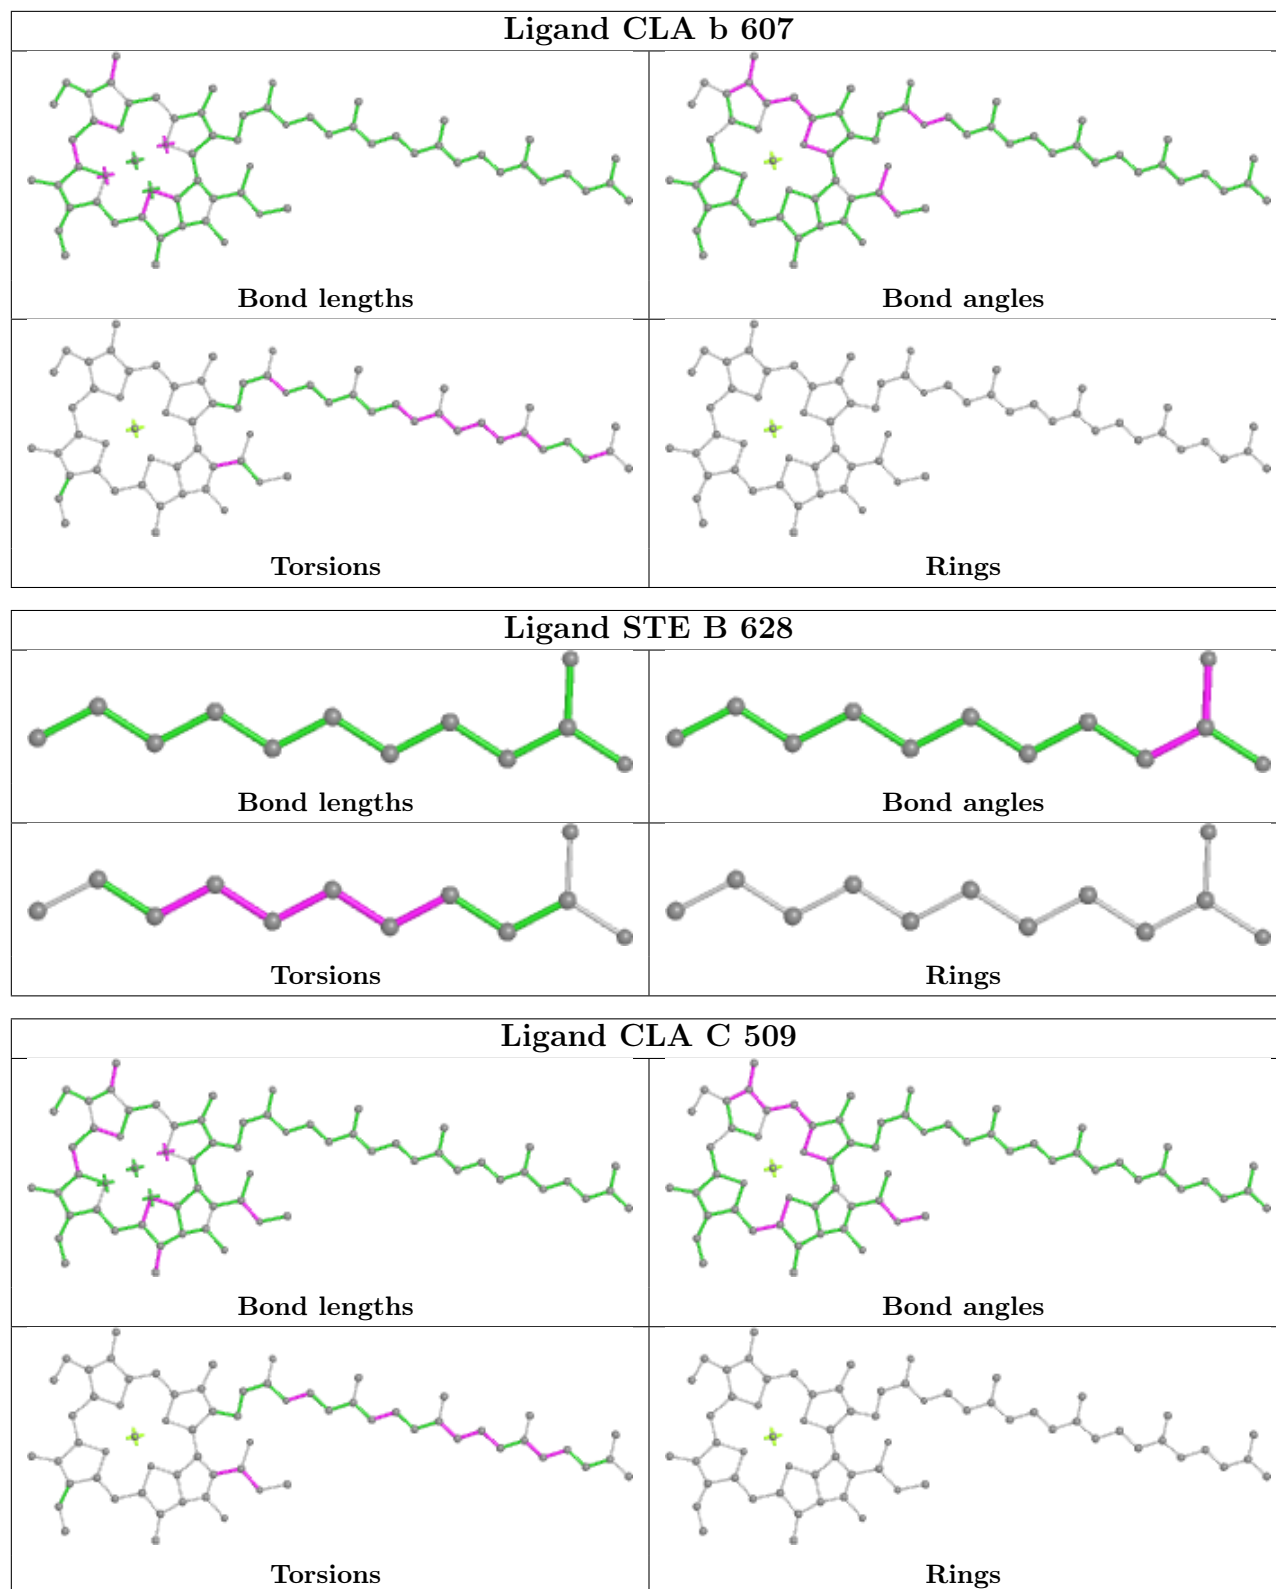 Ligand CLA b 607
Bond lengths
Bond angles
Torsions
Rings
Ligand STE B 628
Bond lengths
Bond angles
Torsions
Rings
Ligand CLA C 509
Bond lengths
Bond angles
Torsions
Rings